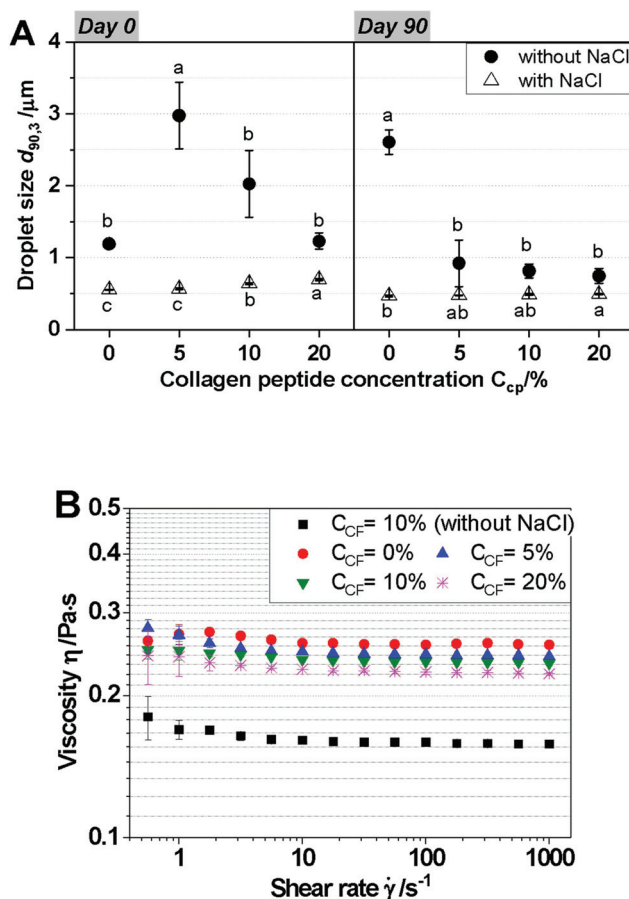 A
Day 0
Day 90
● without NaCl
△ with NaCl
4
3
2
1
0
Droplet size d90,3 /μm
a
b
b
b
c
c
b
a
a
b
b
b
b
ab
ab
a
0 5 10 20 0 5 10 20
Collagen peptide concentration Ccp/%
B
0.5
0.4
0.3
0.2
0.1
Viscosity η /Pa·s
CCF= 10% (without NaCl)
CCF= 0% CCF= 5%
CCF= 10% CCF= 20%
1 10 100 1000
Shear rate γ̇ /s-1